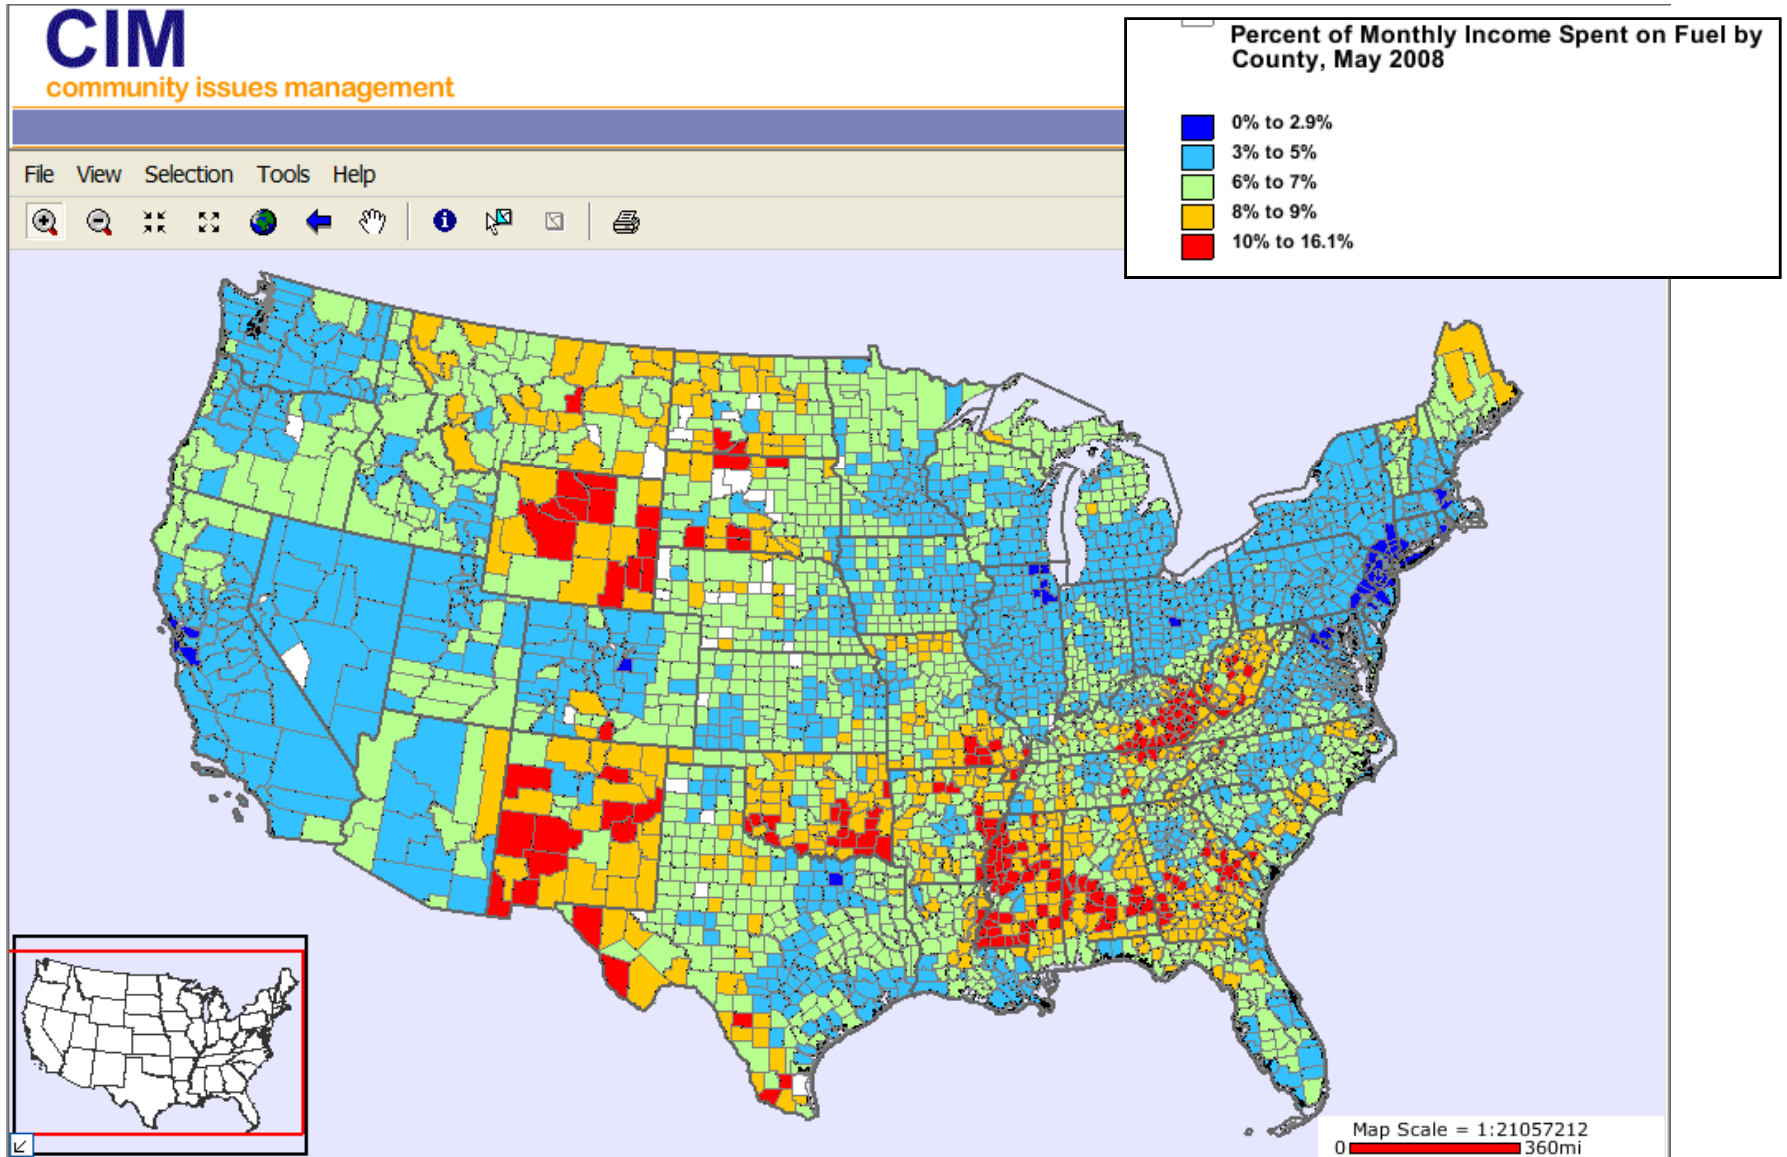 CIM
community issues management
Percent of Monthly Income Spent on Fuel by
County, May 2008
0% to 2.9%
3% to 5%
6% to 7%
8% to 9%
10% to 16.1%
File View Selection Tools Help
Map Scale = 1:21057212
0 360mi